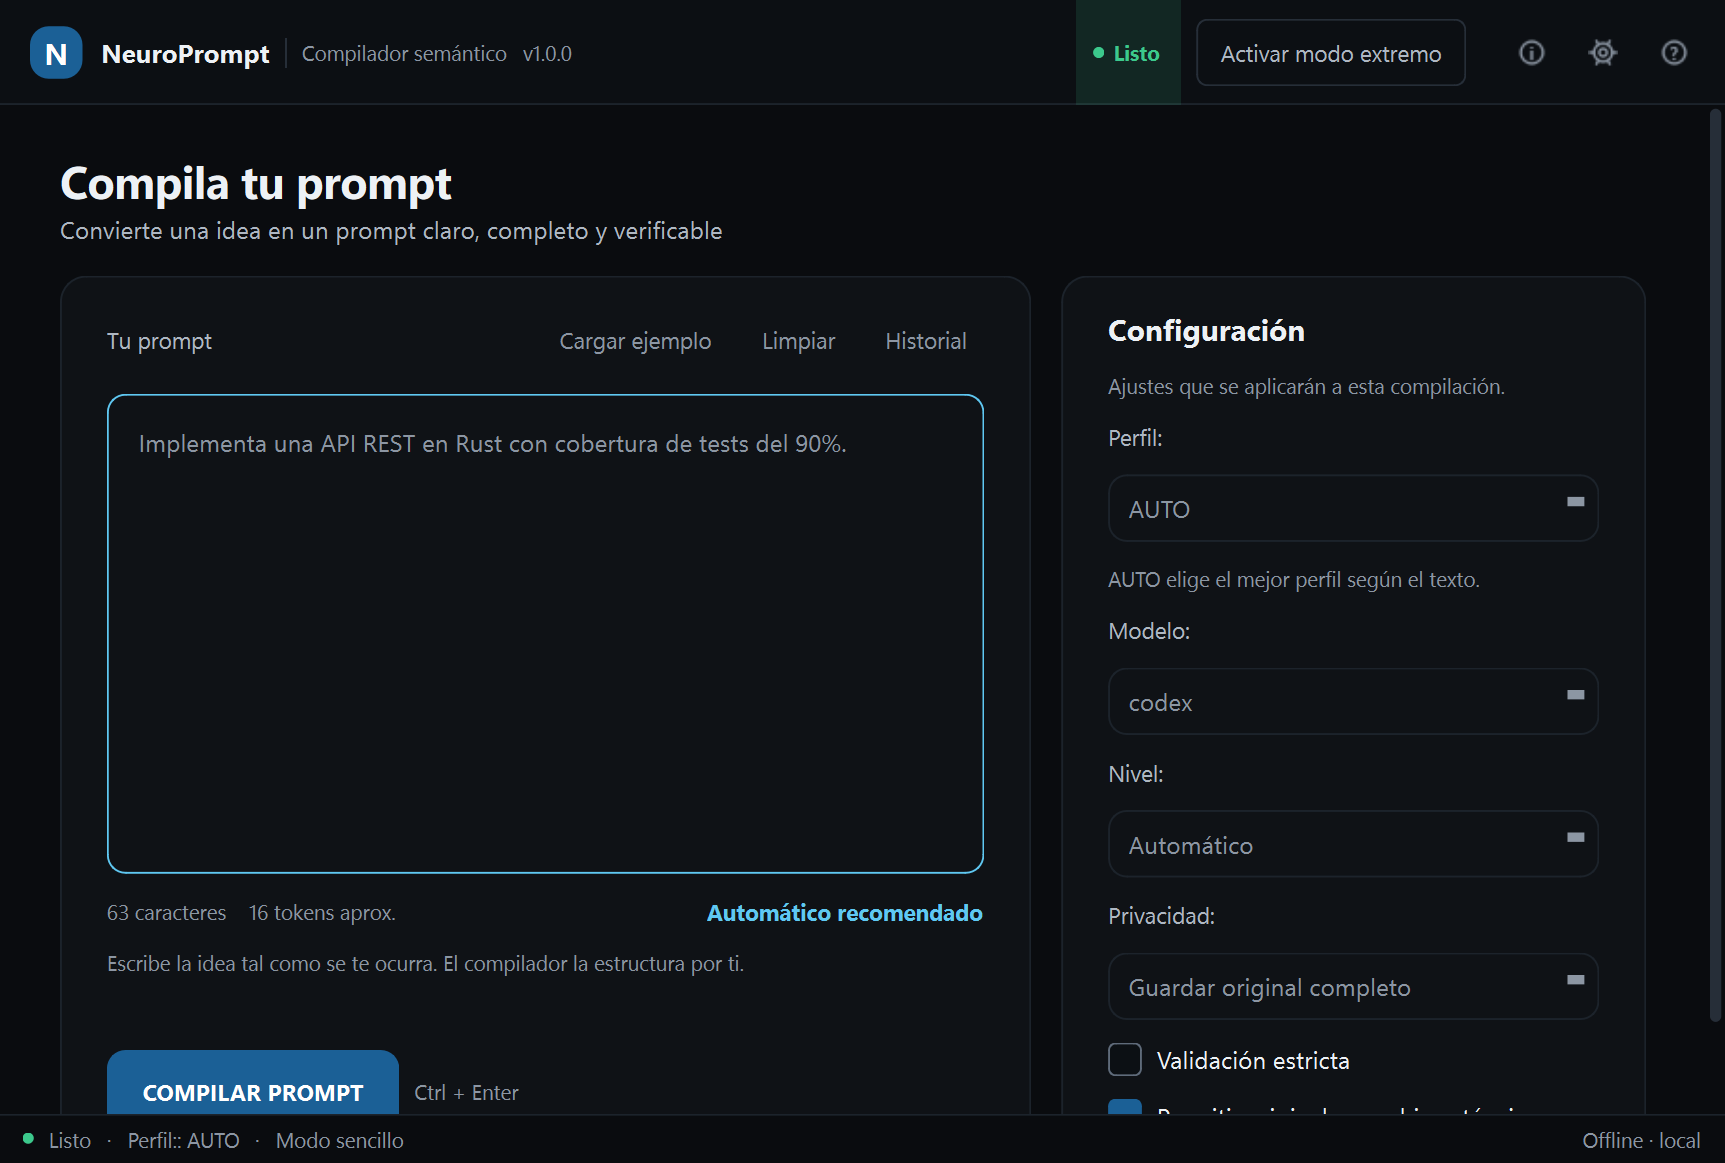 N NeuroPrompt Compilador semántico v1.0.0 Listo Activar modo extremo
Compila tu prompt
Convierte una idea en un prompt claro, completo y verificable
Tu prompt Cargar ejemplo Limpiar Historial
Implementa una API REST en Rust con cobertura de tests del 90%.
63 caracteres 16 tokens aprox. Automático recomendado
Escribe la idea tal como se te ocurra. El compilador la estructura por ti.
COMPILAR PROMPT Ctrl + Enter
Configuración
Ajustes que se aplicarán a esta compilación.
Perfil:
AUTO
AUTO elige el mejor perfil según el texto.
Modelo:
codex
Nivel:
Automático
Privacidad:
Guardar original completo
Validación estricta
Listo · Perfil:: AUTO · Modo sencillo Offline · local